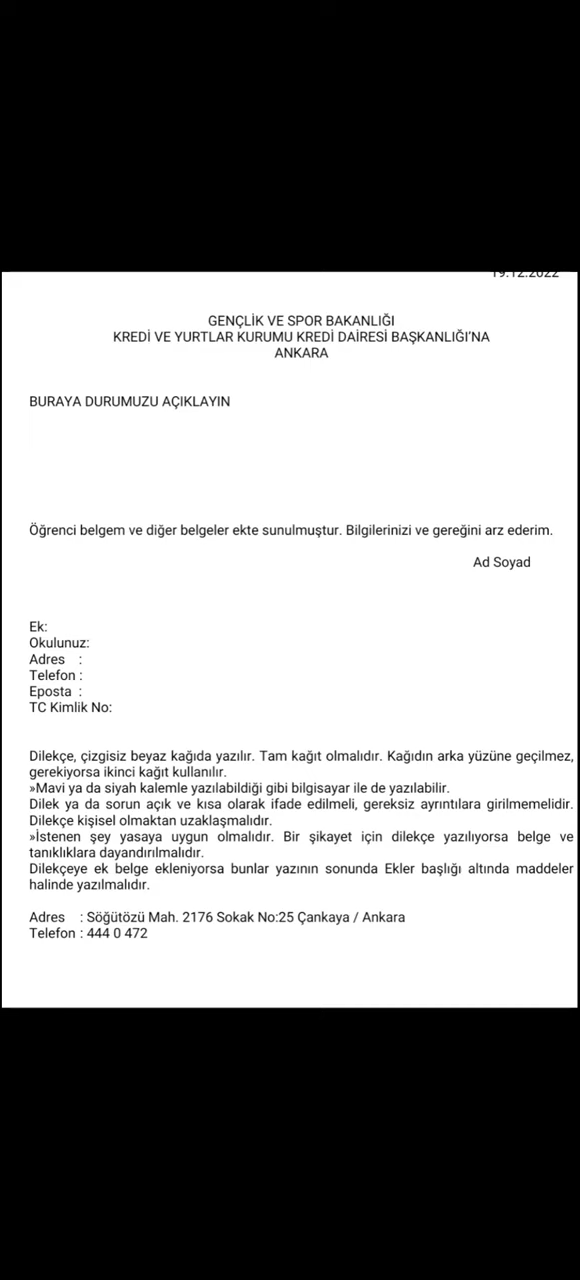 19.12.2022
GENÇLİK VE SPOR BAKANLIĞI
KREDİ VE YURTLAR KURUMU KREDİ DAİRESİ BAŞKANLIĞI'NA
ANKARA
BURAYA DURUMUZU AÇIKLAYIN
Öğrenci belgem ve diğer belgeler ekte sunulmuştur. Bilgilerinizi ve gereğini arz ederim.
Ad Soyad
Ek:
Okulunuz:
Adres :
Telefon :
Eposta :
TC Kimlik No:
Dilekçe, çizgisiz beyaz kağıda yazılır. Tam kağıt olmalıdır. Kağıdın arka yüzüne geçilmez,
gerekiyorsa ikinci kağıt kullanılır.
»Mavi ya da siyah kalemle yazılabildiği gibi bilgisayar ile de yazılabilir.
Dilek ya da sorun açık ve kısa olarak ifade edilmeli, gereksiz ayrıntılara girilmemelidir.
Dilekçe kişisel olmaktan uzaklaşmalıdır.
»İstenen şey yasaya uygun olmalıdır. Bir şikayet için dilekçe yazılıyorsa belge ve
tanıklıklara dayandırılmalıdır.
Dilekçeye ek belge ekleniyorsa bunlar yazının sonunda Ekler başlığı altında maddeler
halinde yazılmalıdır.
Adres : Söğütözü Mah. 2176 Sokak No:25 Çankaya / Ankara
Telefon : 444 0 472